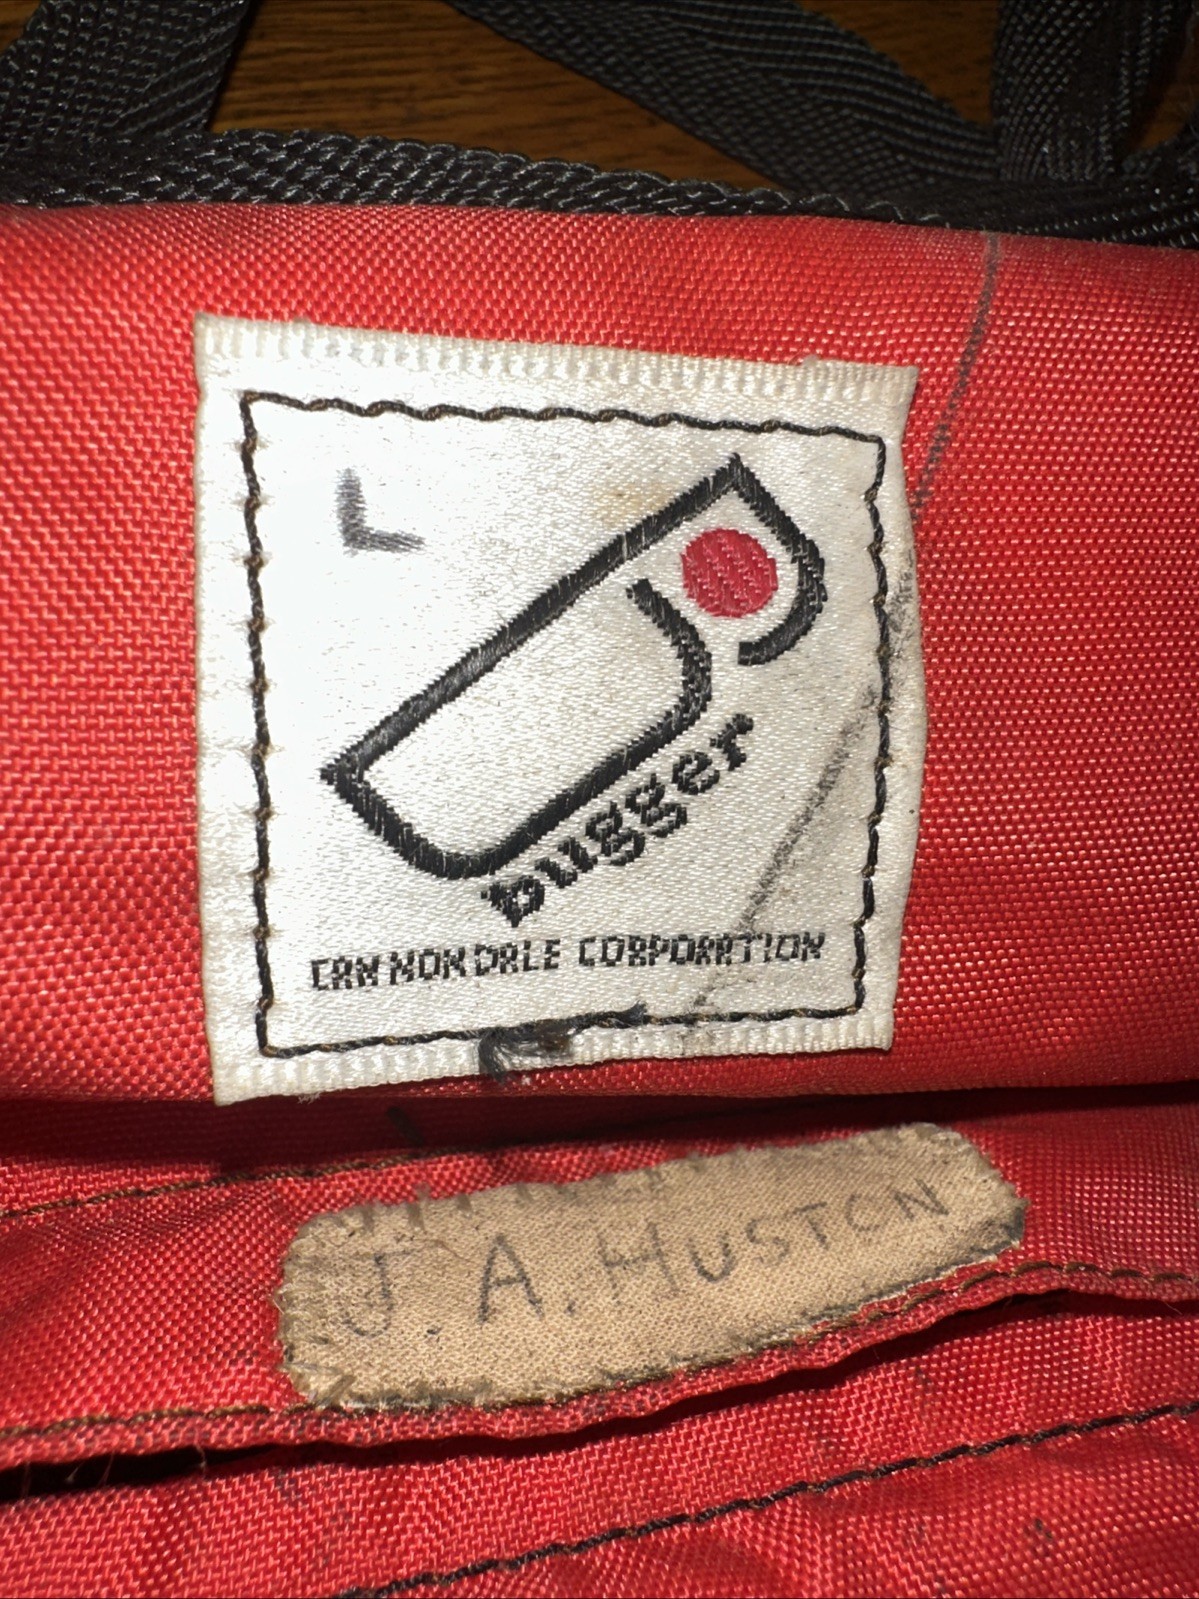 L
bugger
CANNONDALE CORPORATION
J. A. HUSTON